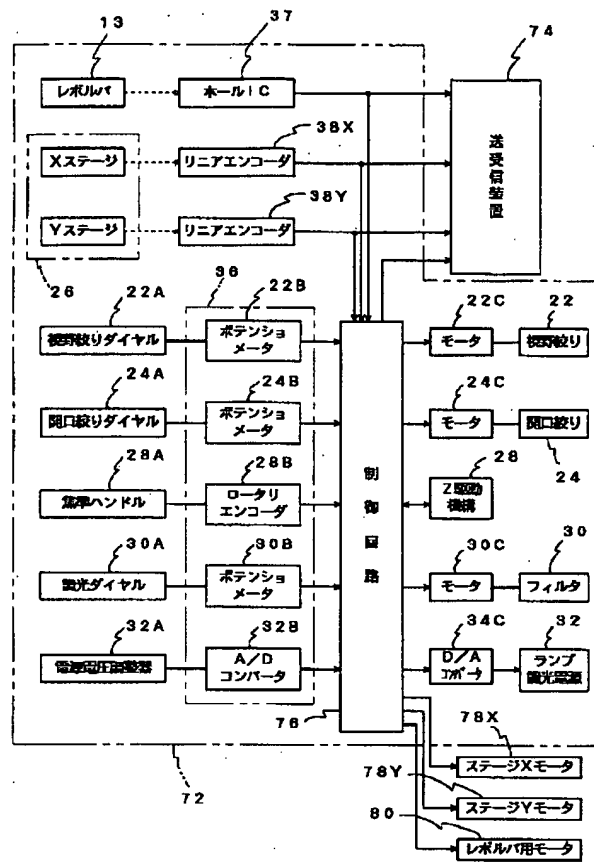 13
37
74
レボルバ
ホールIC
送受信装置
38X
Xステージ
リニアエンコーダ
38Y
Yステージ
リニアエンコーダ
26
36
22A
22B
22C
22
視野絞りダイヤル
ポテンショメータ
モータ
視野絞り
24A
24B
24C
開口絞りダイヤル
ポテンショメータ
モータ
開口絞り
24
28A
28B
28
焦準ハンドル
ロータリエンコーダ
制御回路
Z駆動機構
30A
30B
30C
30
調光ダイヤル
ポテンショメータ
モータ
フィルタ
32A
32B
34C
32
電源電圧調整器
A/Dコンバータ
D/Aコンバータ
ランプ調光電源
76
78X
ステージXモータ
72
78Y
ステージYモータ
80
レボルバ用モータ